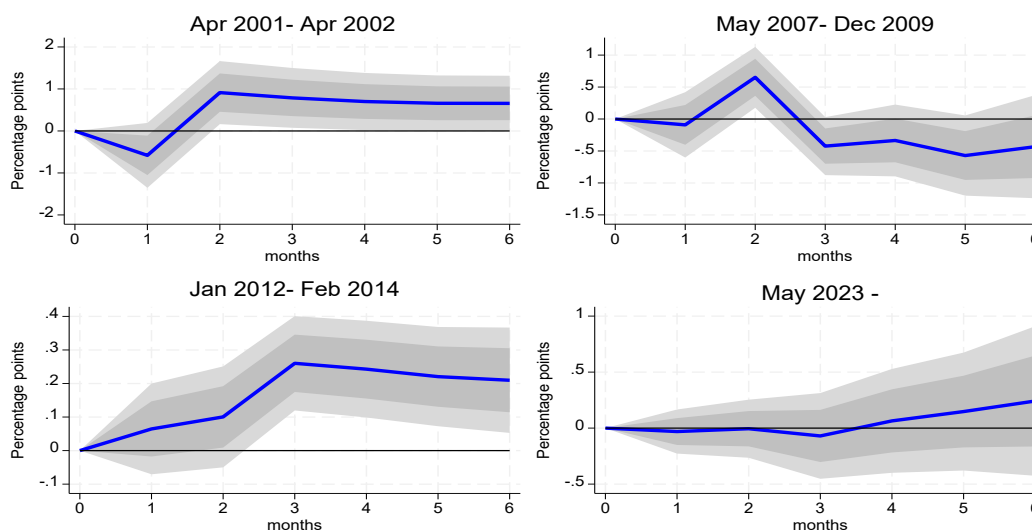 Apr 2001- Apr 2002
Percentage points
2
1
0
-1
-2
0 1 2 3 4 5 6
months
May 2007- Dec 2009
Percentage points
1
.5
0
-.5
-1
-1.5
0 1 2 3 4 5 6
months
Jan 2012- Feb 2014
Percentage points
.4
.3
.2
.1
0
-.1
0 1 2 3 4 5 6
months
May 2023 -
Percentage points
1
.5
0
-.5
0 1 2 3 4 5 6
months